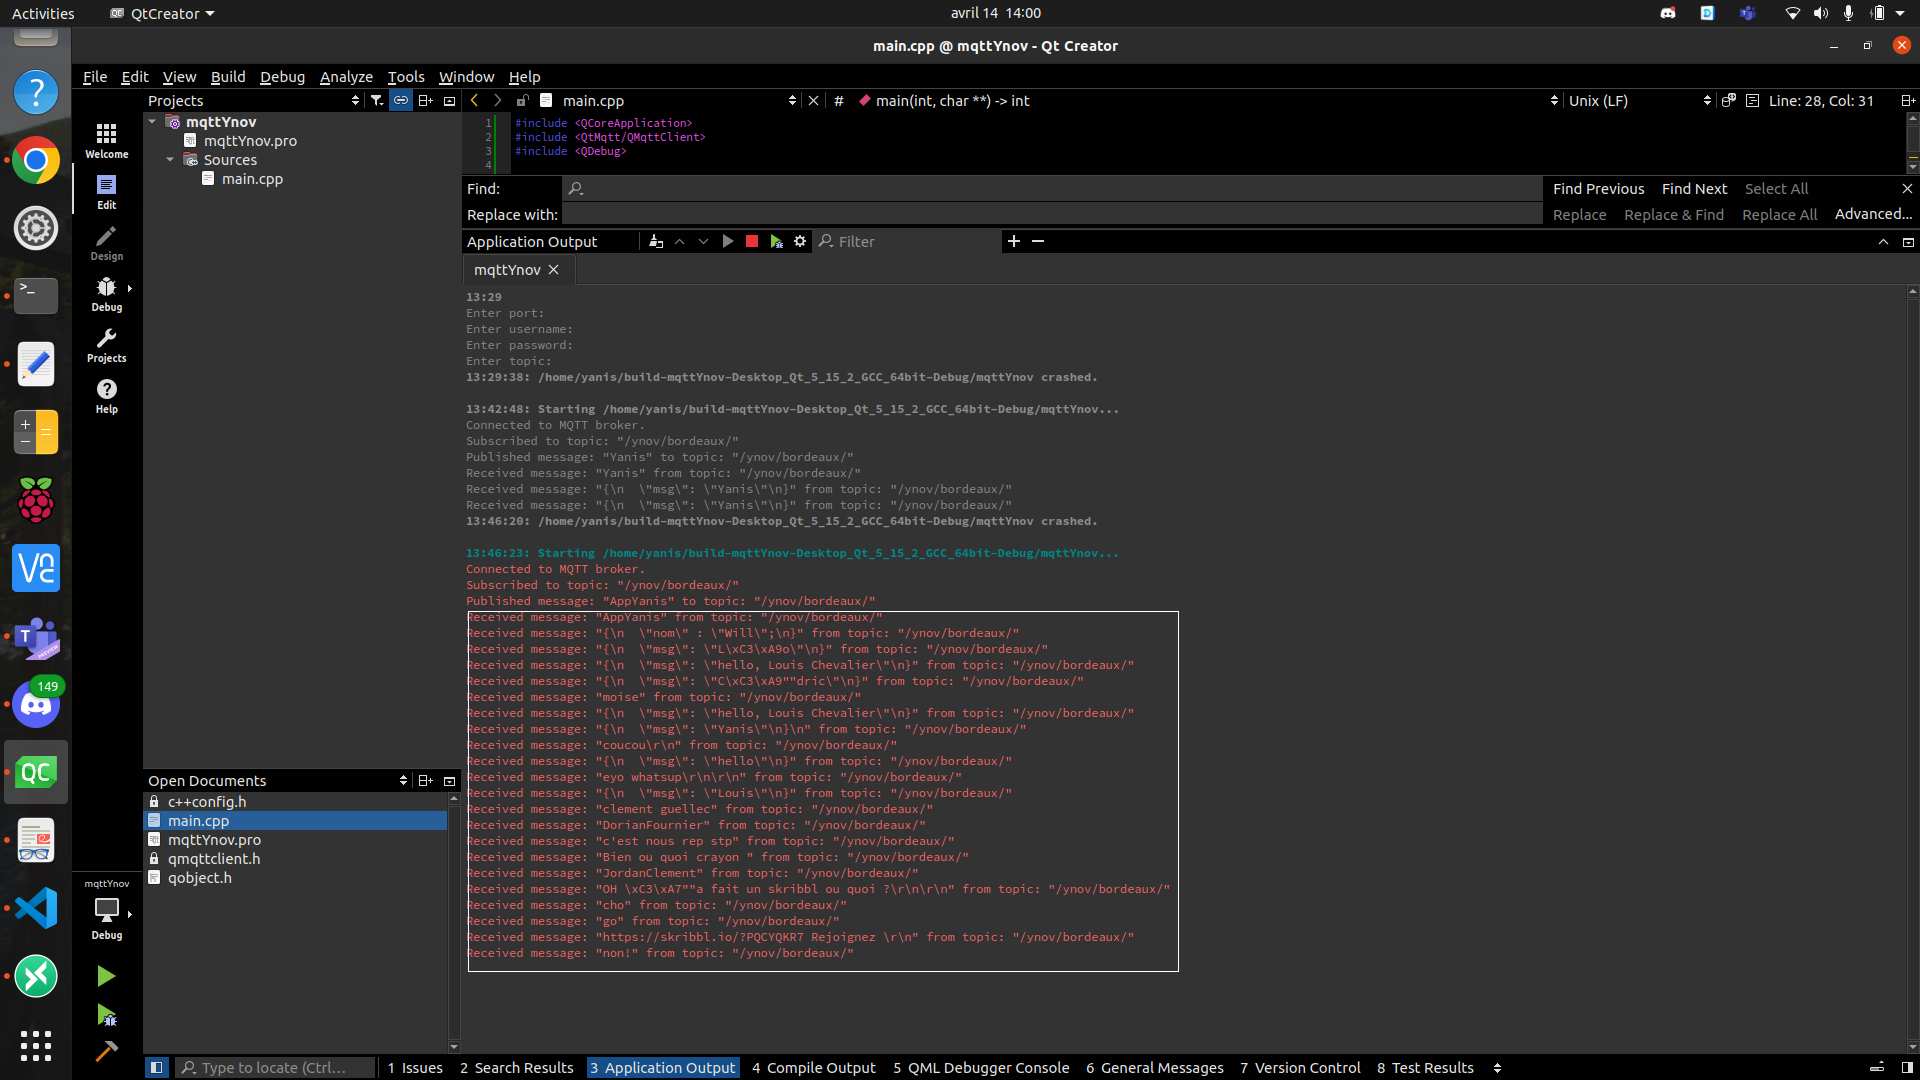 Activities
QtCreator
avril 14 14:00
main.cpp @ mqttYnov - Qt Creator
File Edit View Build Debug Analyze Tools Window Help
Projects
main.cpp
# main(int, char **) -> int
Unix (LF)
Line: 28, Col: 31
Welcome
Edit
Design
Debug
Projects
Help
mqttYnov
mqttYnov.pro
Sources
main.cpp
1 #include <QCoreApplication>
2 #include <QtMqtt/QMqttClient>
3 #include <QDebug>
4
Find:
Find Previous Find Next Select All
Replace with:
Replace Replace & Find Replace All Advanced...
Application Output
Filter
mqttYnov
13:29
Enter port:
Enter username:
Enter password:
Enter topic:
13:29:38: /home/yanis/build-mqttYnov-Desktop_Qt_5_15_2_GCC_64bit-Debug/mqttYnov crashed.
13:42:48: Starting /home/yanis/build-mqttYnov-Desktop_Qt_5_15_2_GCC_64bit-Debug/mqttYnov...
Connected to MQTT broker.
Subscribed to topic: "/ynov/bordeaux/"
Published message: "Yanis" to topic: "/ynov/bordeaux/"
Received message: "Yanis" from topic: "/ynov/bordeaux/"
Received message: "{\n  \"msg\": \"Yanis\"\n}" from topic: "/ynov/bordeaux/"
Received message: "{\n  \"msg\": \"Yanis\"\n}" from topic: "/ynov/bordeaux/"
13:46:20: /home/yanis/build-mqttYnov-Desktop_Qt_5_15_2_GCC_64bit-Debug/mqttYnov crashed.
13:46:23: Starting /home/yanis/build-mqttYnov-Desktop_Qt_5_15_2_GCC_64bit-Debug/mqttYnov...
Connected to MQTT broker.
Subscribed to topic: "/ynov/bordeaux/"
Published message: "AppYanis" to topic: "/ynov/bordeaux/"
Received message: "AppYanis" from topic: "/ynov/bordeaux/"
Received message: "{\n  \"nom\" : \"Will\";\n}" from topic: "/ynov/bordeaux/"
Received message: "{\n  \"msg\": \"L\xC3\xA9o\"\n}" from topic: "/ynov/bordeaux/"
Received message: "{\n  \"msg\": \"hello, Louis Chevalier\"\n}" from topic: "/ynov/bordeaux/"
Received message: "{\n  \"msg\": \"C\xC3\xA9""dric\"\n}" from topic: "/ynov/bordeaux/"
Received message: "moise" from topic: "/ynov/bordeaux/"
Received message: "{\n  \"msg\": \"hello, Louis Chevalier\"\n}" from topic: "/ynov/bordeaux/"
Received message: "{\n  \"msg\": \"Yanis\"\n}\n" from topic: "/ynov/bordeaux/"
Received message: "coucou\r\n" from topic: "/ynov/bordeaux/"
Received message: "{\n  \"msg\": \"hello\"\n}" from topic: "/ynov/bordeaux/"
Received message: "eyo whatsup\r\n\r\n" from topic: "/ynov/bordeaux/"
Received message: "{\n  \"msg\": \"Louis\"\n}" from topic: "/ynov/bordeaux/"
Received message: "clement guellec" from topic: "/ynov/bordeaux/"
Received message: "DorianFournier" from topic: "/ynov/bordeaux/"
Received message: "c'est nous rep stp" from topic: "/ynov/bordeaux/"
Received message: "Bien ou quoi crayon " from topic: "/ynov/bordeaux/"
Received message: "JordanClement" from topic: "/ynov/bordeaux/"
Received message: "OH \xC3\xA7""a fait un skribbl ou quoi ?\r\n\r\n" from topic: "/ynov/bordeaux/"
Received message: "cho" from topic: "/ynov/bordeaux/"
Received message: "go" from topic: "/ynov/bordeaux/"
Received message: "https://skribbl.io/?PQCYQKR7 Rejoignez \r\n" from topic: "/ynov/bordeaux/"
Received message: "non!" from topic: "/ynov/bordeaux/"
149
Open Documents
c++config.h
main.cpp
mqttYnov.pro
qmqttclient.h
qobject.h
mqttYnov
Debug
Type to locate (Ctrl...
1 Issues 2 Search Results 3 Application Output 4 Compile Output 5 QML Debugger Console 6 General Messages 7 Version Control 8 Test Results